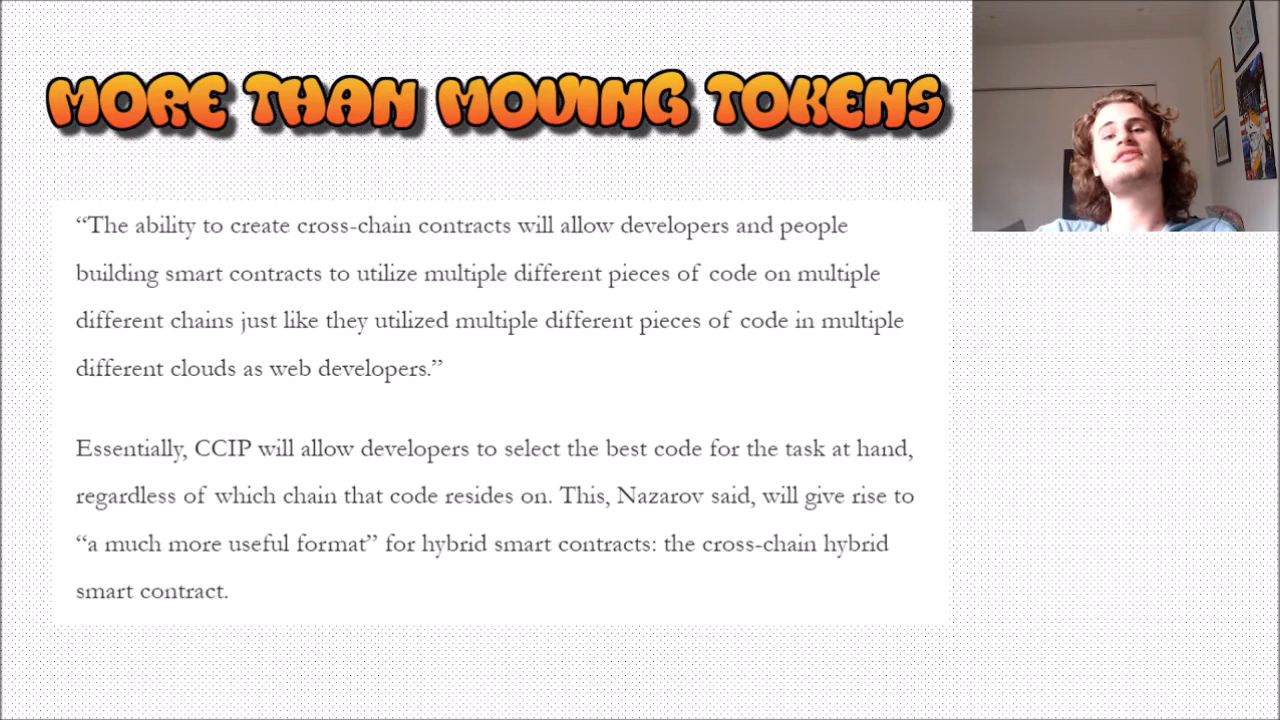 MORE THAN MOVING TOKENS
“The ability to create cross-chain contracts will allow developers and people
building smart contracts to utilize multiple different pieces of code on multiple
different chains just like they utilized multiple different pieces of code in multiple
different clouds as web developers.”
Essentially, CCIP will allow developers to select the best code for the task at hand,
regardless of which chain that code resides on. This, Nazarov said, will give rise to
“a much more useful format” for hybrid smart contracts: the cross-chain hybrid
smart contract.